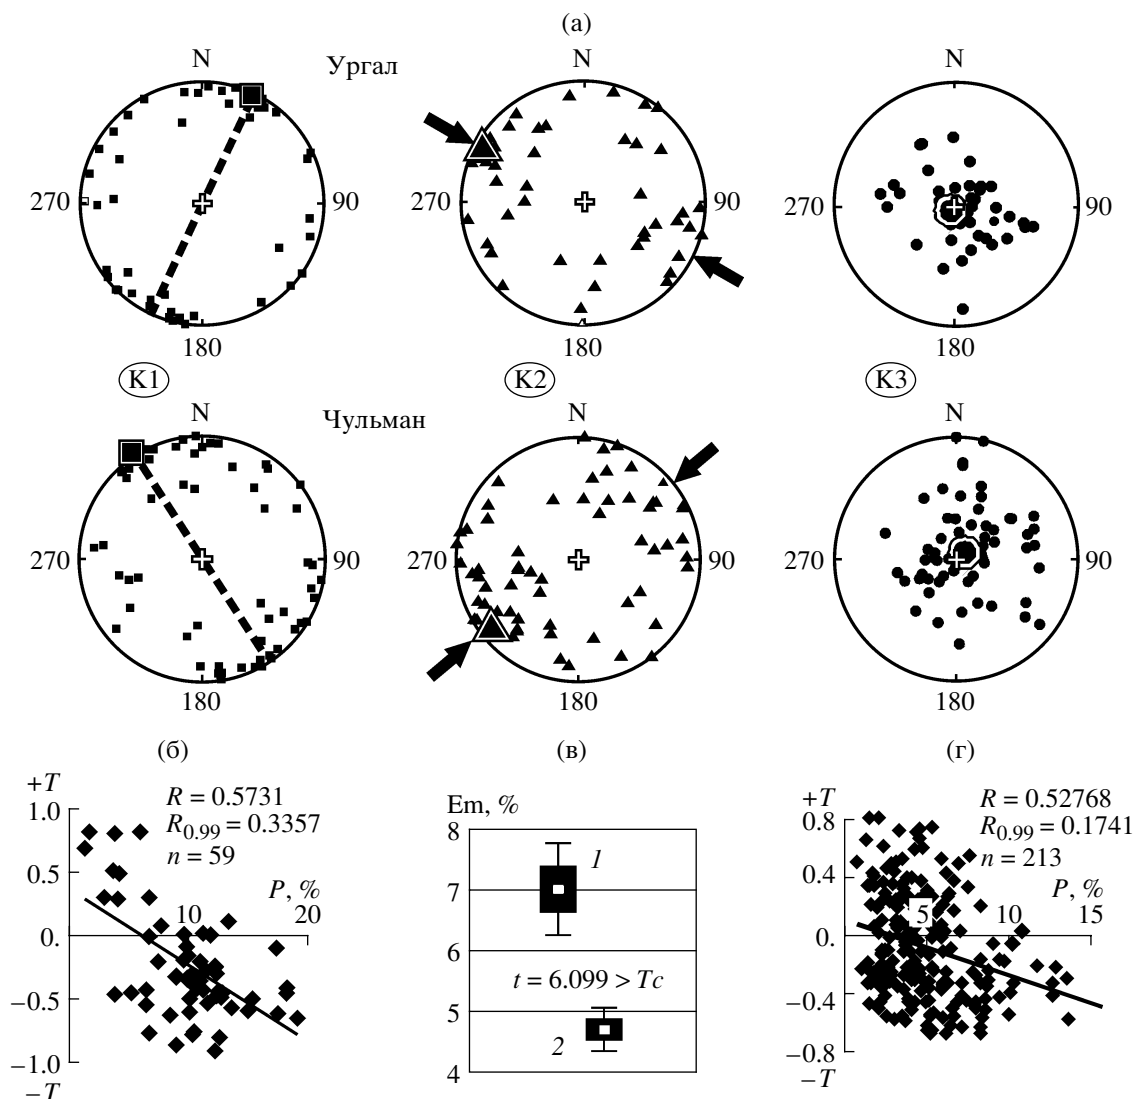 (а)
Ургал
N
N
N
270
90
270
90
270
90
180
180
180
K1
K2
K3
Чульман
N
N
N
270
90
270
90
270
90
180
180
180
(б)
+T
1.0
0.5
0.
−0.5
−1.0
−T
R = 0.5731
R0.99 = 0.3357
n = 59
P, %
10
20
(в)
Em, %
8
7
6
5
4
1
t = 6.099 > Tc
2
(г)
+T
0.8
0.4
0.
−0.4
−0.8
−T
R = 0.52768
R0.99 = 0.1741
n = 213
P, %
5
10
15